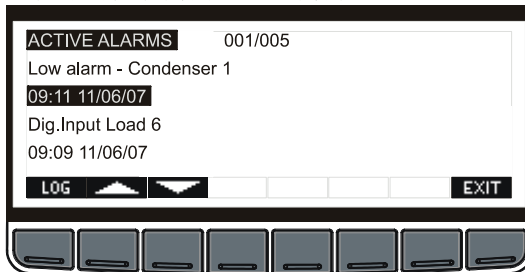 ACTIVE ALARMS 001/005
Low alarm - Condenser 1
09:11 11/06/07
Dig.Input Load 6
09:09 11/06/07
LOG EXIT